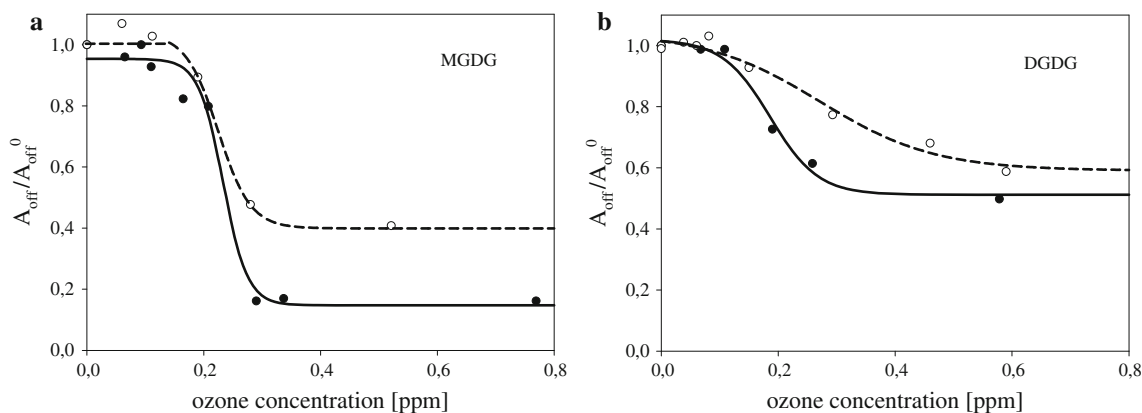 a
MGDG
1,0
0,8
0,6
0,4
0,2
0,0
A_off/A_off^0
0,0 0,2 0,4 0,6 0,8
ozone concentration [ppm]
b
DGDG
1,0
0,8
0,6
0,4
0,2
0,0
A_off/A_off^0
0,0 0,2 0,4 0,6 0,8
ozone concentration [ppm]